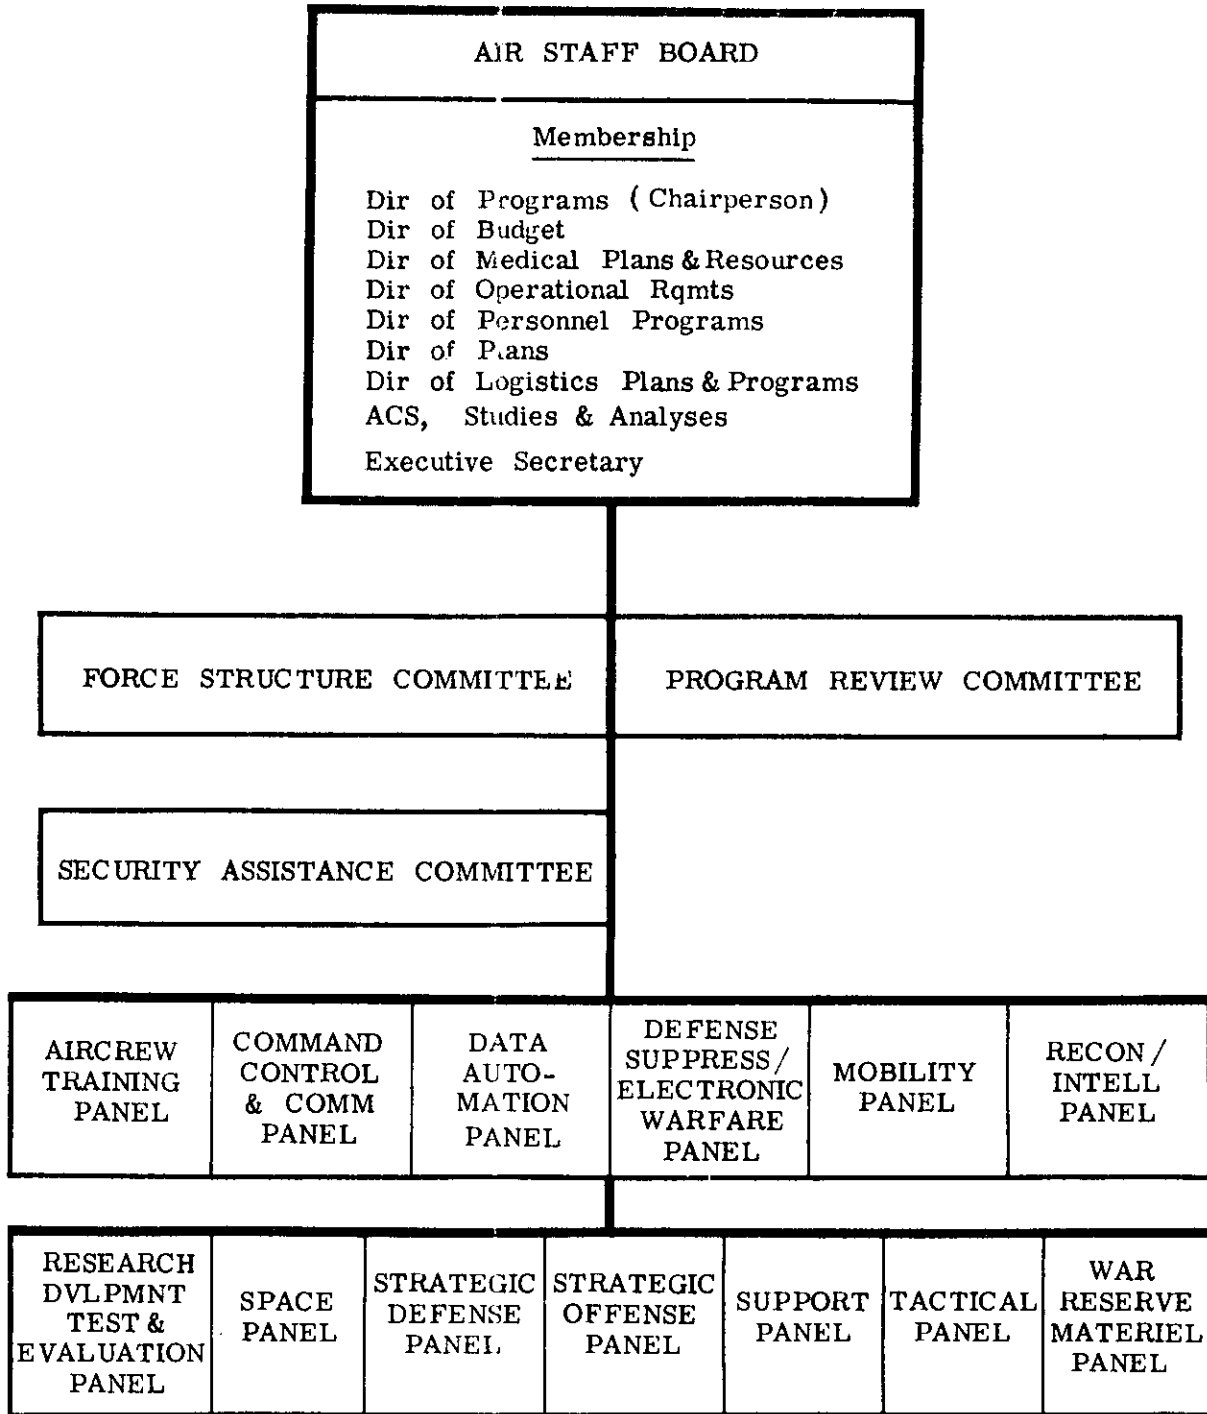 AIR STAFF BOARD
Membership
Dir of Programs (Chairperson)
Dir of Budget
Dir of Medical Plans & Resources
Dir of Operational Rqmts
Dir of Personnel Programs
Dir of Plans
Dir of Logistics Plans & Programs
ACS, Studies & Analyses
Executive Secretary
FORCE STRUCTURE COMMITTEE
PROGRAM REVIEW COMMITTEE
SECURITY ASSISTANCE COMMITTEE
AIRCREW
TRAINING
PANEL
COMMAND
CONTROL
& COMM
PANEL
DATA
AUTO-
MATION
PANEL
DEFENSE
SUPPRESS/
ELECTRONIC
WARFARE
PANEL
MOBILITY
PANEL
RECON/
INTELL
PANEL
RESEARCH
DVLPMNT
TEST &
EVALUATION
PANEL
SPACE
PANEL
STRATEGIC
DEFENSE
PANEL
STRATEGIC
OFFENSE
PANEL
SUPPORT
PANEL
TACTICAL
PANEL
WAR
RESERVE
MATERIEL
PANEL